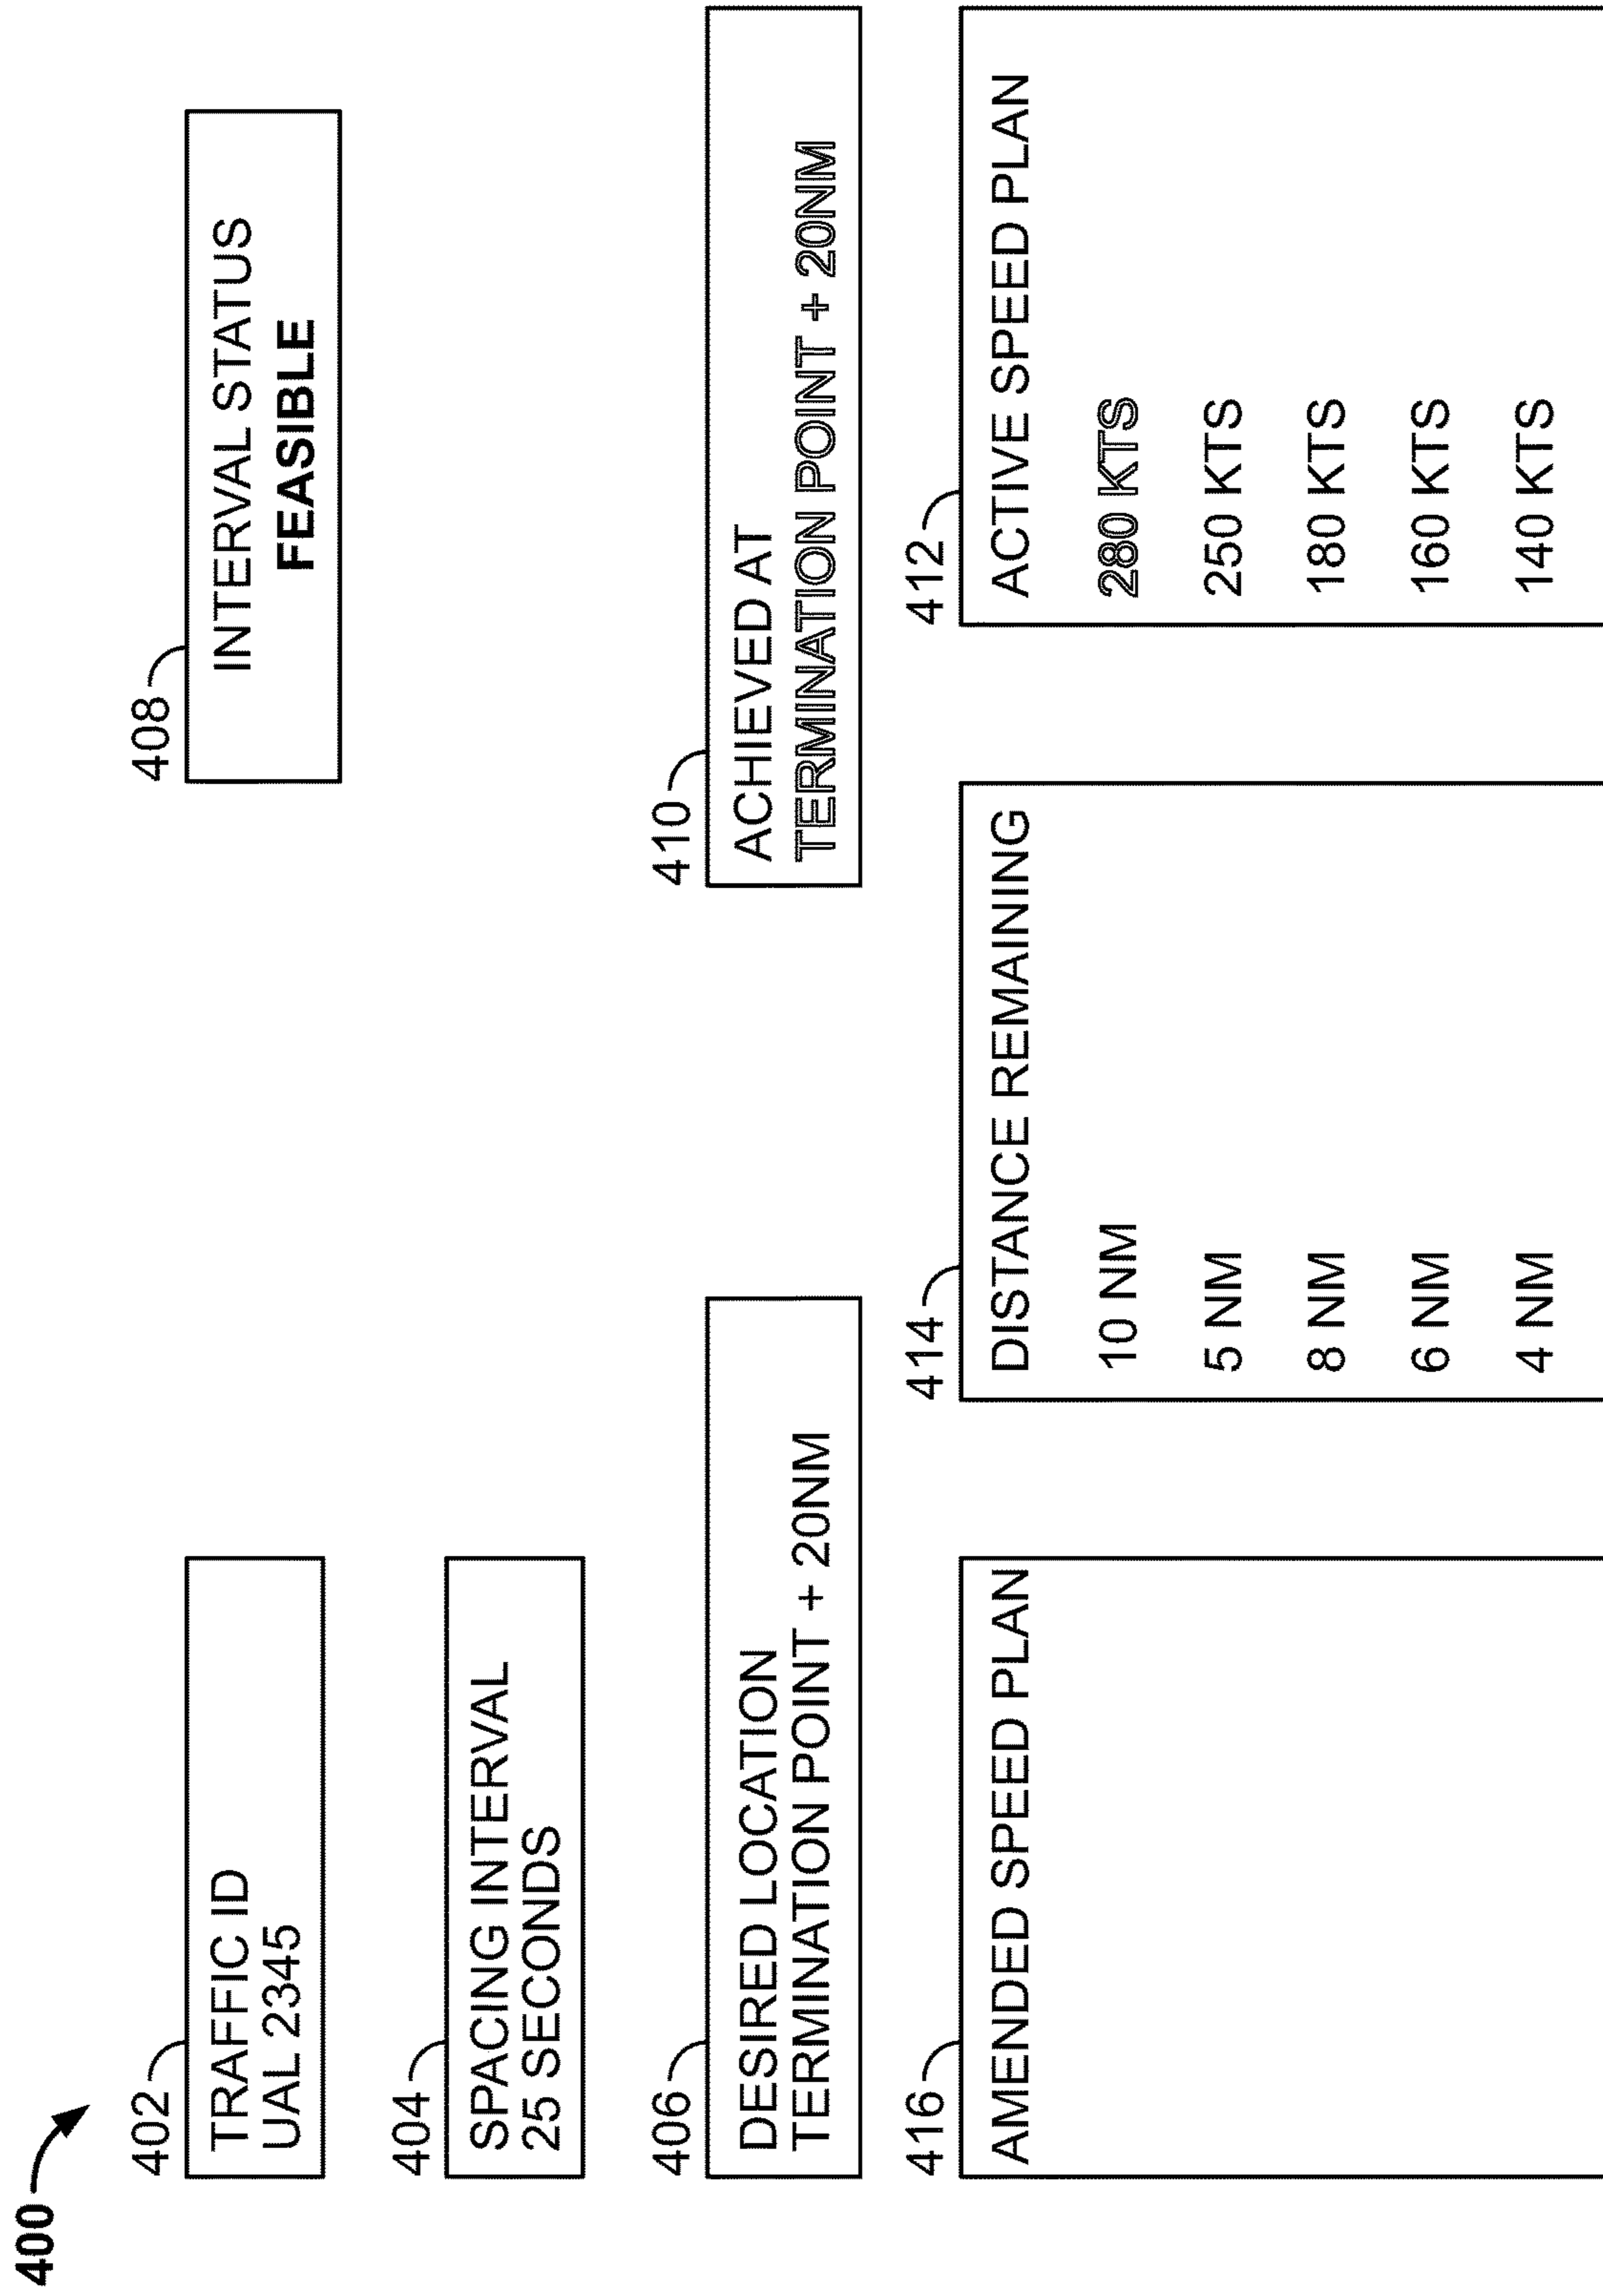 400
402
TRAFFIC ID
UAL 2345
408
INTERVAL STATUS
FEASIBLE
404
SPACING INTERVAL
25 SECONDS
406
DESIRED LOCATION
TERMINATION POINT + 20NM
410
ACHIEVED AT
TERMINATION POINT + 20NM
416
AMENDED SPEED PLAN
414
DISTANCE REMAINING
10 NM
5 NM
8 NM
6 NM
4 NM
412
ACTIVE SPEED PLAN
280 KTS
250 KTS
180 KTS
160 KTS
140 KTS